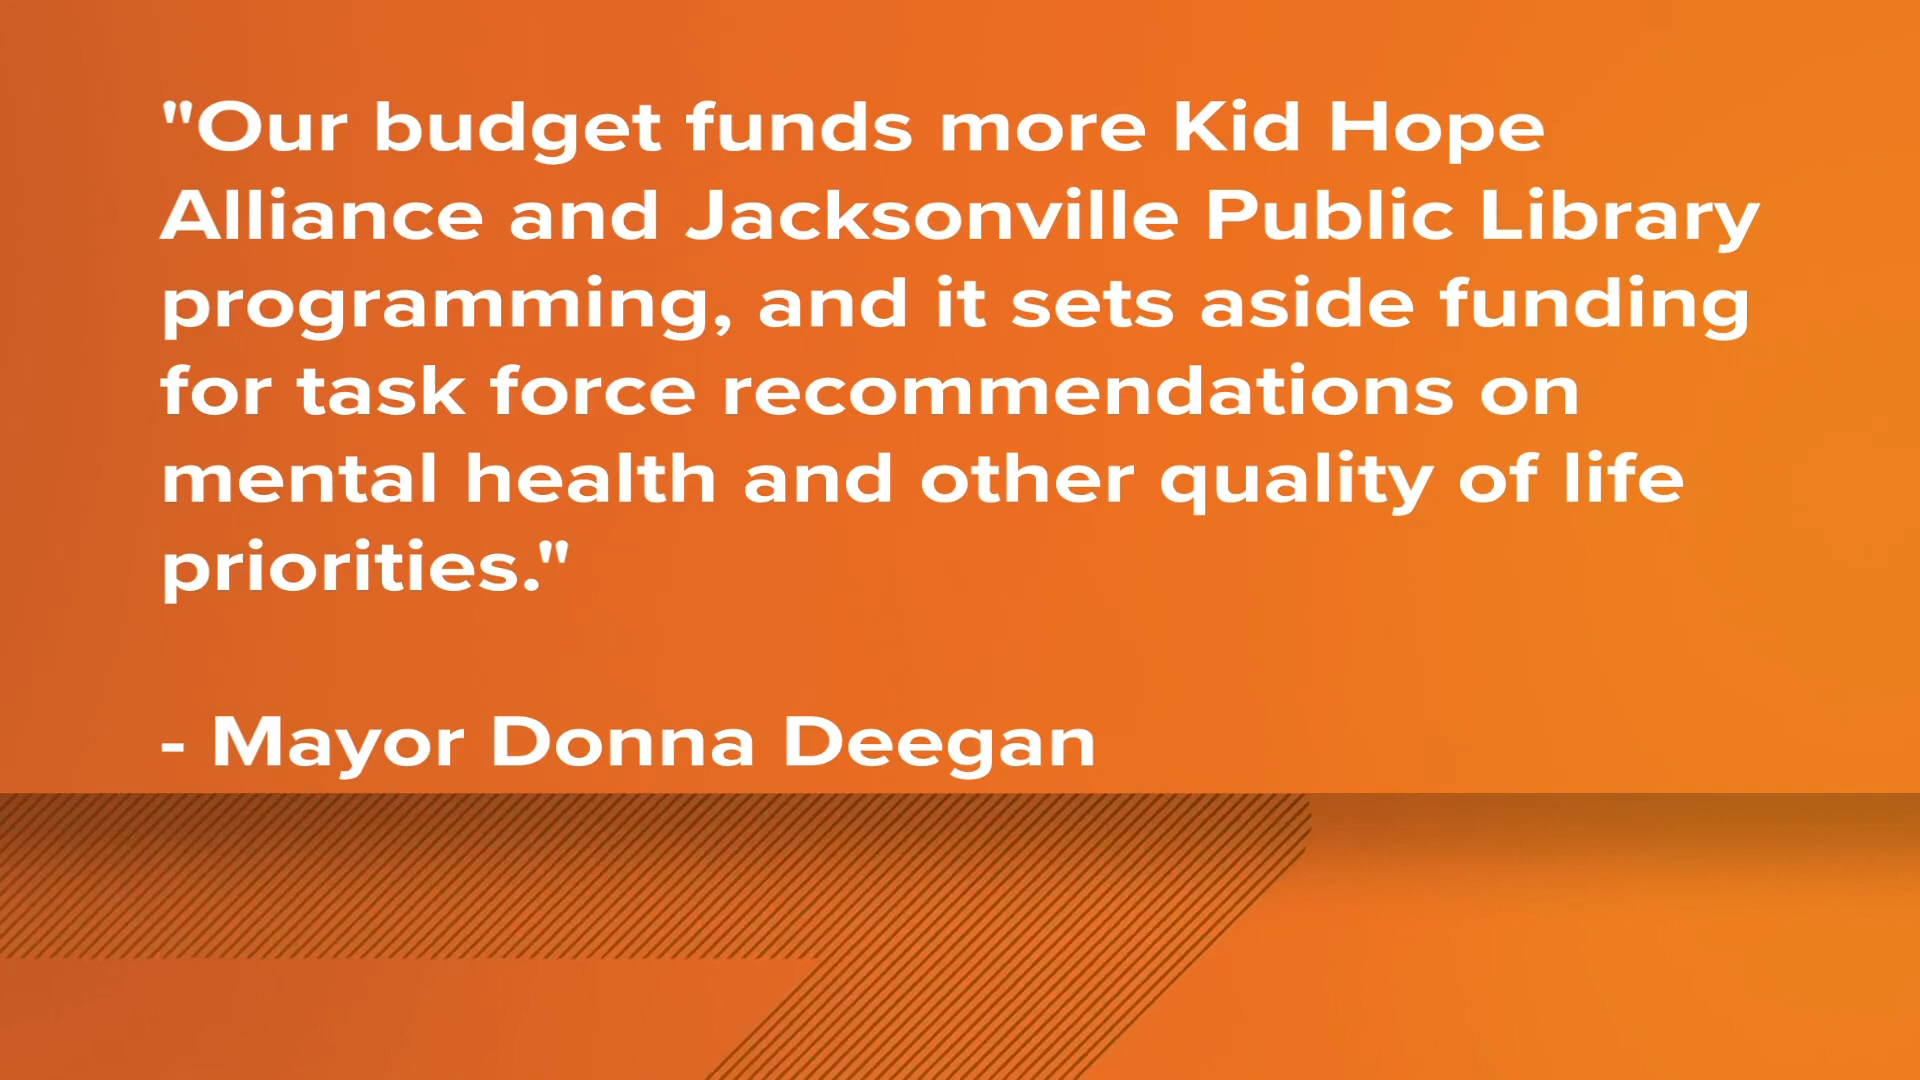 "Our budget funds more Kid Hope
Alliance and Jacksonville Public Library
programming, and it sets aside funding
for task force recommendations on
mental health and other quality of life
priorities."
- Mayor Donna Deegan